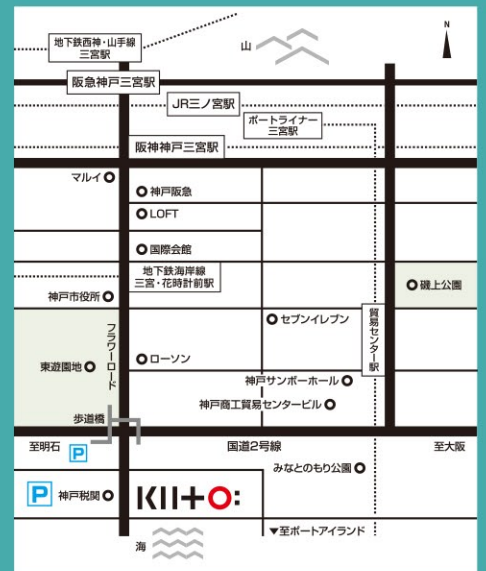 N
地下鉄西神・山手線
三宮駅
山
阪急神戸三宮駅
JR三ノ宮駅
ポートライナー
三宮駅
阪神神戸三宮駅
マルイ
神戸阪急
LOFT
国際会館
地下鉄海岸線
三宮・花時計前駅
磯上公園
神戸市役所
フラワーロード
セブンイレブン
貿易センター駅
東遊園地
ローソン
神戸サンボーホール
神戸商工貿易センタービル
歩道橋
至明石
国道2号線
至大阪
P
みなとのもり公園
P
神戸税関
KIITO:
▼至ポートアイランド
海